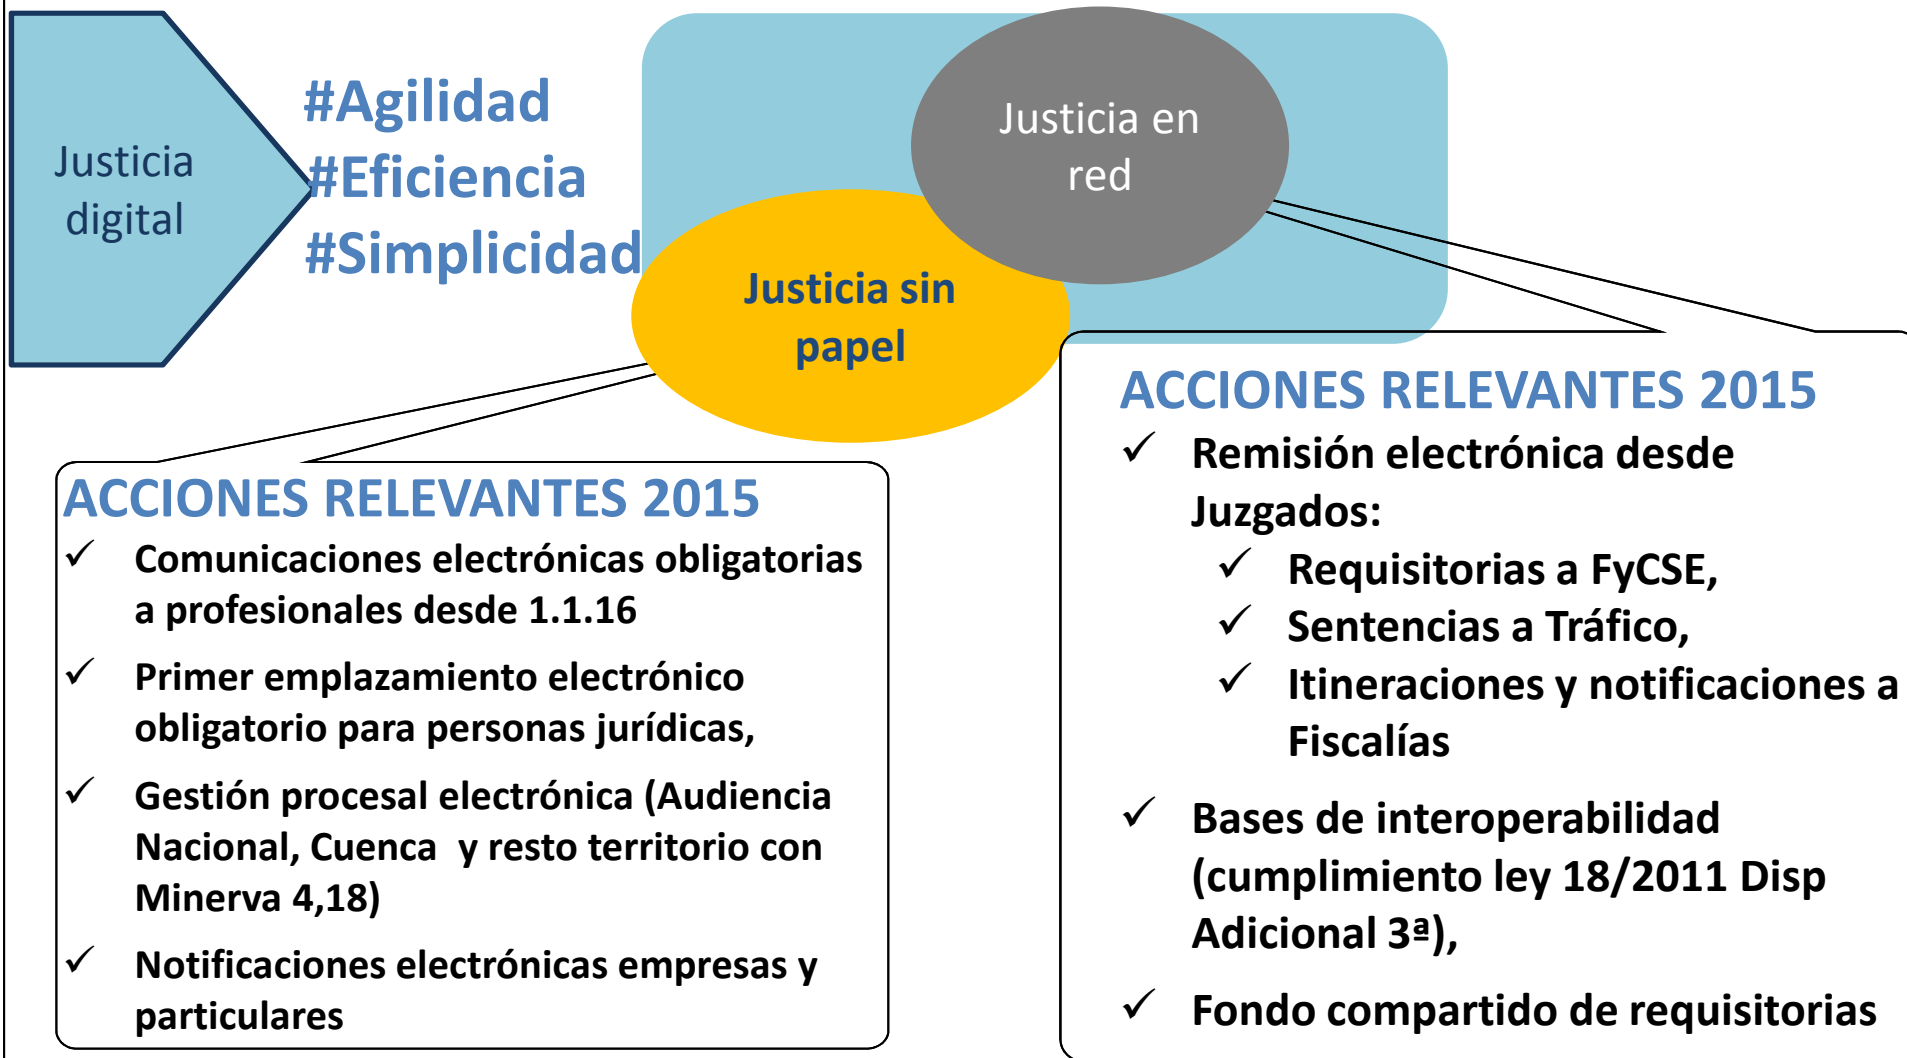 Justicia
digital
#Agilidad
#Eficiencia
#Simplicidad
Justicia en
red
Justicia sin
papel
ACCIONES RELEVANTES 2015
✓ Comunicaciones electrónicas obligatorias
a profesionales desde 1.1.16
✓ Primer emplazamiento electrónico
obligatorio para personas jurídicas,
✓ Gestión procesal electrónica (Audiencia
Nacional, Cuenca y resto territorio con
Minerva 4,18)
✓ Notificaciones electrónicas empresas y
particulares
ACCIONES RELEVANTES 2015
✓ Remisión electrónica desde
Juzgados:
✓ Requisitorias a FyCSE,
✓ Sentencias a Tráfico,
✓ Itineraciones y notificaciones a
Fiscalías
✓ Bases de interoperabilidad
(cumplimiento ley 18/2011 Disp
Adicional 3ª),
✓ Fondo compartido de requisitorias